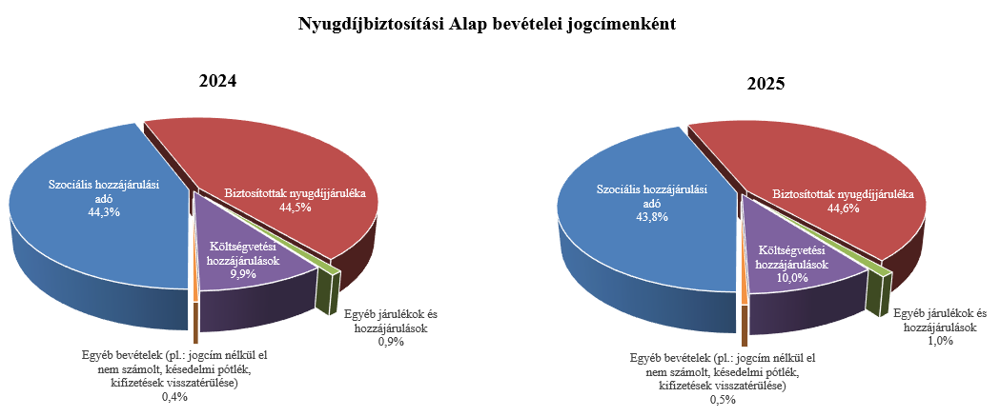 Nyugdíjbiztosítási Alap bevételei jogcímenként
2024
Szociális hozzájárulási
adó
44,3%
Biztosítottak nyugdíjjáruléka
44,5%
Költségvetési
hozzájárulások
9,9%
Egyéb járulékok és
hozzájárulások
0,9%
Egyéb bevételek (pl.: jogcím nélkül el
nem számolt, késedelmi pótlék,
kifizetések visszatérülése)
0,4%
2025
Szociális hozzájárulási
adó
43,8%
Biztosítottak nyugdíjjáruléka
44,6%
Költségvetési
hozzájárulások
10,0%
Egyéb járulékok és
hozzájárulások
1,0%
Egyéb bevételek (pl.: jogcím nélkül el
nem számolt, késedelmi pótlék,
kifizetések visszatérülése)
0,5%